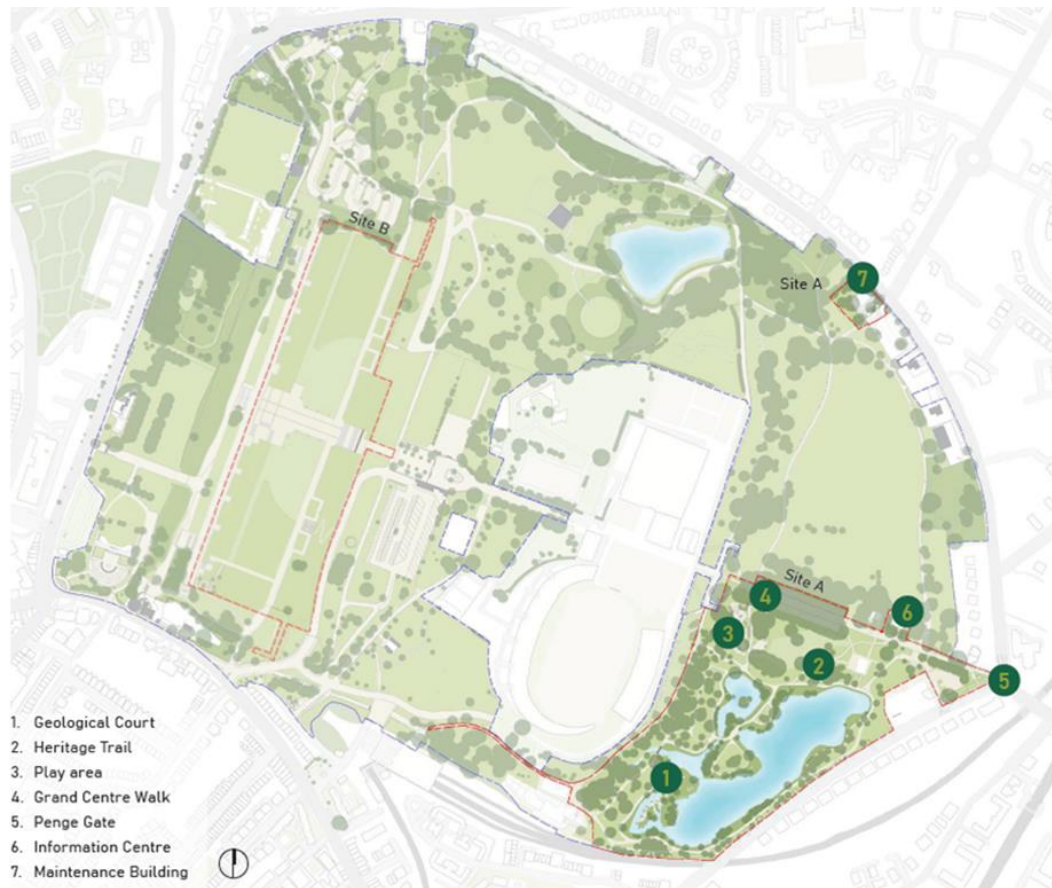 Site B
Site A
7
Site A
4
6
3
2
5
1
1. Geological Court
2. Heritage Trail
3. Play area
4. Grand Centre Walk
5. Penge Gate
6. Information Centre
7. Maintenance Building